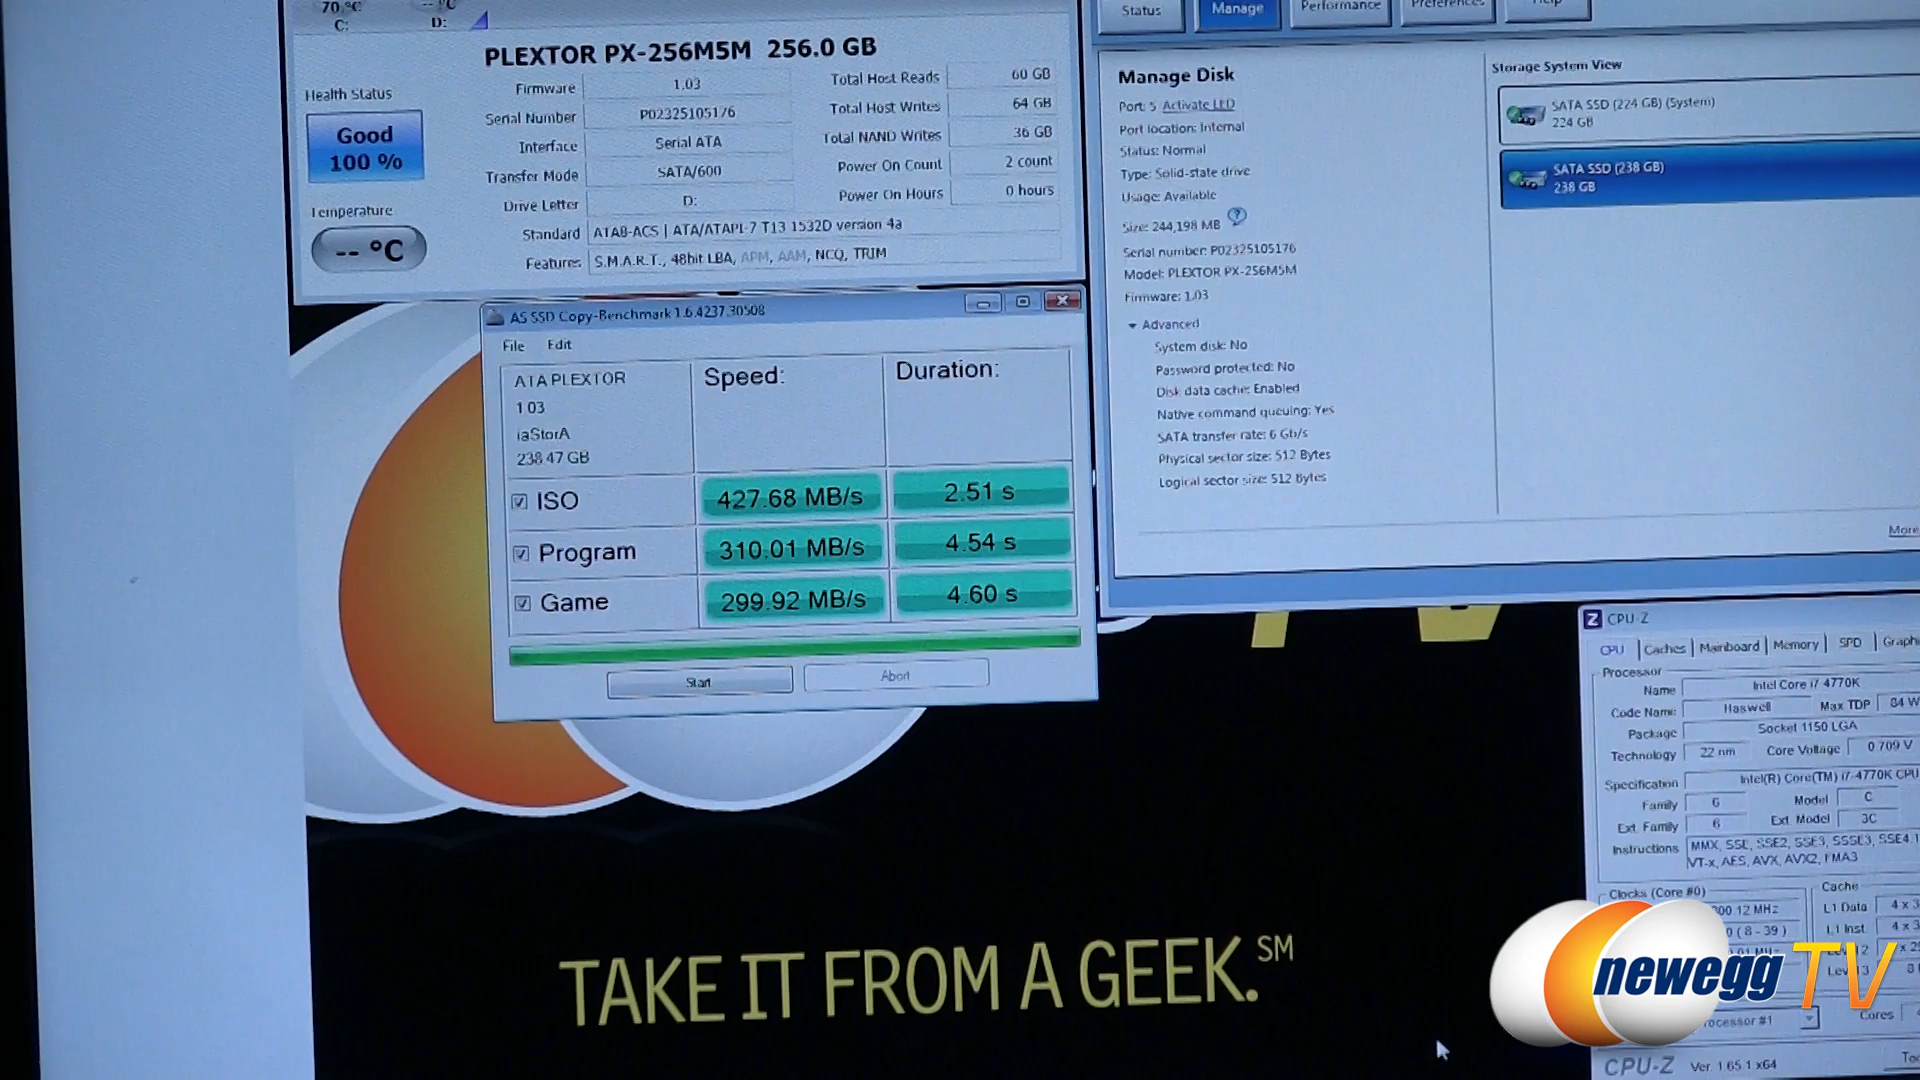 70 °C
C:
-- °C
D:
PLEXTOR PX-256M5M 256.0 GB
Health Status
Good
100 %
Temperature
-- °C
Firmware 1.03
Serial Number P02325105176
Interface Serial ATA
Transfer Mode SATA/600
Drive Letter D:
Standard ATA8-ACS | ATA/ATAPI-7 T13 1532D version 4a
Features S.M.A.R.T., 48bit LBA, APM, AAM, NCQ, TRIM
Total Host Reads 60 GB
Total Host Writes 64 GB
Total NAND Writes 36 GB
Power On Count 2 count
Power On Hours 0 hours
AS SSD Copy-Benchmark 1.6.4237.30508
File Edit
ATA PLEXTOR
1.03
iaStorA
238.47 GB
Speed: Duration:
ISO 427.68 MB/s 2.51 s
Program 310.01 MB/s 4.54 s
Game 299.92 MB/s 4.60 s
Start Abort
Status Manage Performance Preferences Help
Manage Disk
Port: 5 Activate LED
Port location: Internal
Status: Normal
Type: Solid-state drive
Usage: Available
Size: 244,198 MB
Serial number: P02325105176
Model: PLEXTOR PX-256M5M
Firmware: 1.03
Advanced
System disk: No
Password protected: No
Disk data cache: Enabled
Native command queuing: Yes
SATA transfer rate: 6 Gb/s
Physical sector size: 512 Bytes
Logical sector size: 512 Bytes
More
Storage System View
SATA SSD (224 GB) (System)
224 GB
SATA SSD (238 GB)
238 GB
CPU-Z
CPU Caches Mainboard Memory SPD
Processor
Name Intel Core i7 4770K
Code Name: Haswell Max TDP 84 W
Package Socket 1150 LGA
Technology 22 nm Core Voltage 0.709 V
Specification Intel(R) Core(TM) i7-4770K CPU
Family 6 Model C
Ext. Family 6 Ext. Model 3C
Instructions MMX, SSE, SSE2, SSE3, SSSE3, SSE4.1
VT-x, AES, AVX, AVX2, FMA3
Clocks (Core #0) Cache
L1 Data
L1 Inst
Cores
CPU-Z Ver. 1.65.1 x64
TAKE IT FROM A GEEK.SM
newegg TV